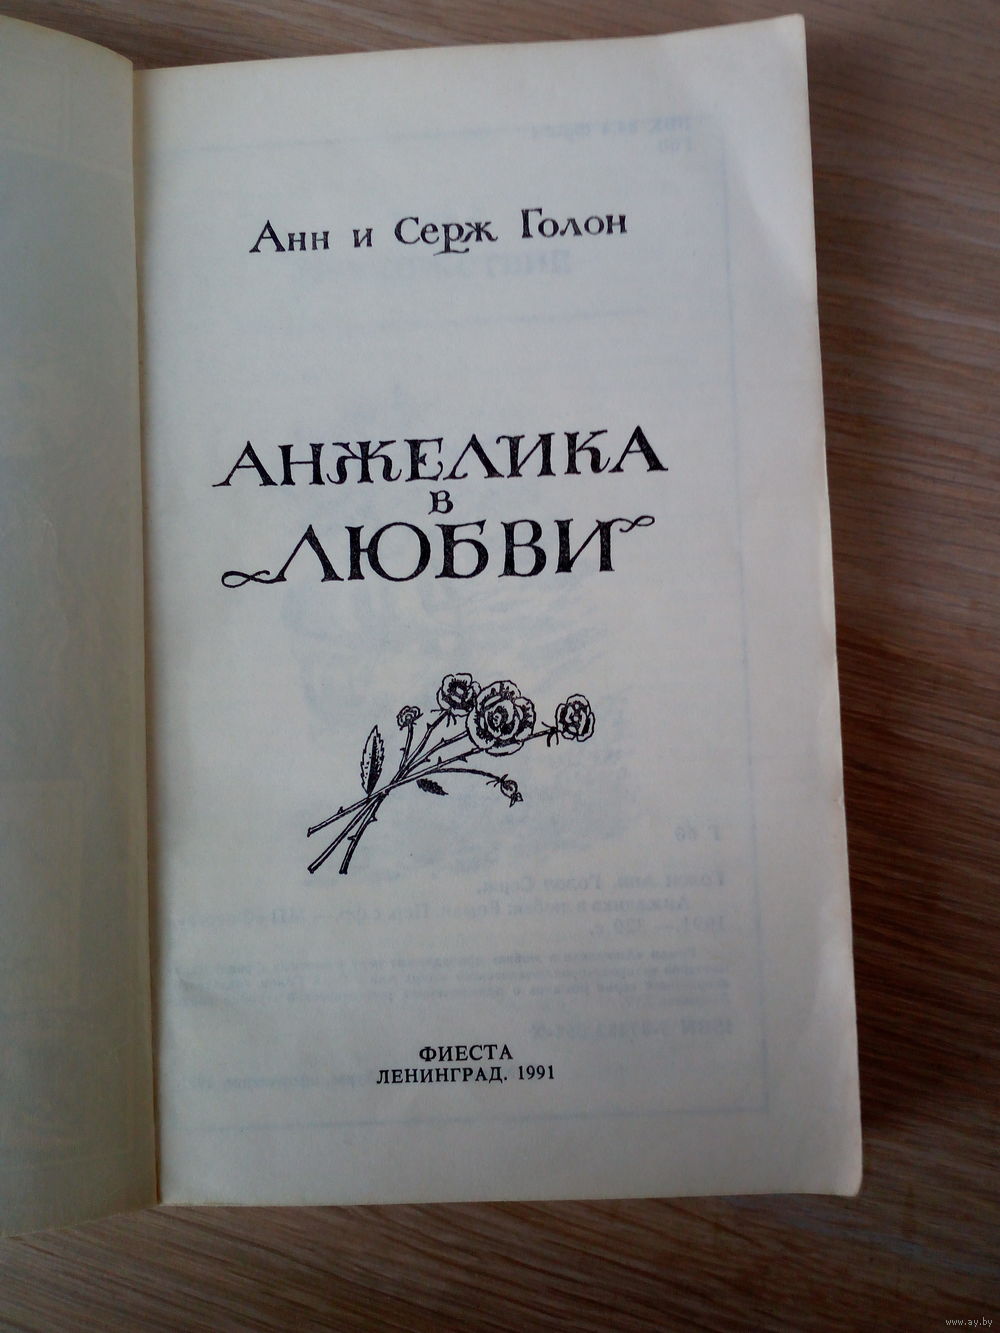 Анн и Серж Голон
АНЖЕЛИКА
В
ЛЮБВИ
ФИЕСТА
ЛЕНИНГРАД. 1991
www.ay.by